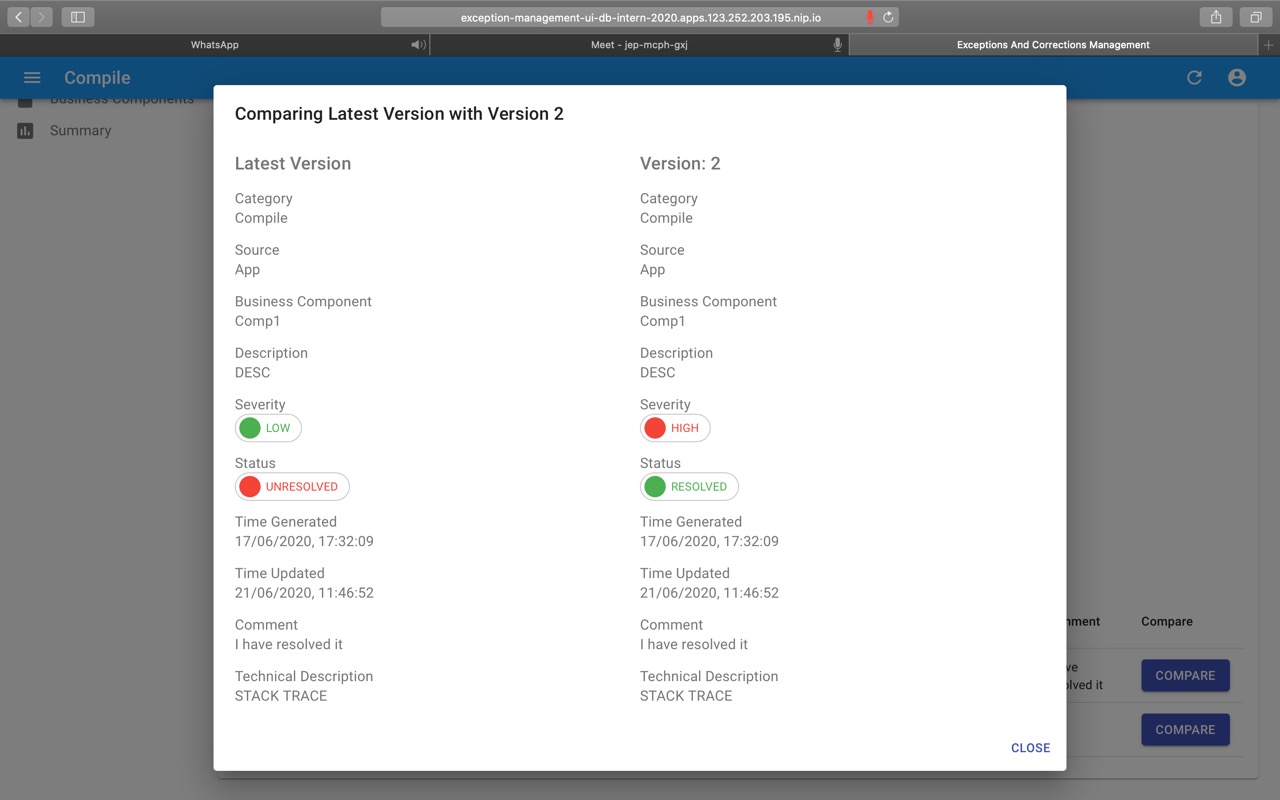 exception-management-ui-db-intern-2020.apps.123.252.203.195.nip.io
WhatsApp
Meet - jep-mcph-gxj
Exceptions And Corrections Management
Compile
Business Components
Summary
Comparing Latest Version with Version 2
Latest Version
Category
Compile
Source
App
Business Component
Comp1
Description
DESC
Severity
LOW
Status
UNRESOLVED
Time Generated
17/06/2020, 17:32:09
Time Updated
21/06/2020, 11:46:52
Comment
I have resolved it
Technical Description
STACK TRACE
Version: 2
Category
Compile
Source
App
Business Component
Comp1
Description
DESC
Severity
HIGH
Status
RESOLVED
Time Generated
17/06/2020, 17:32:09
Time Updated
21/06/2020, 11:46:52
Comment
I have resolved it
Technical Description
STACK TRACE
CLOSE
Compare
it
COMPARE
COMPARE